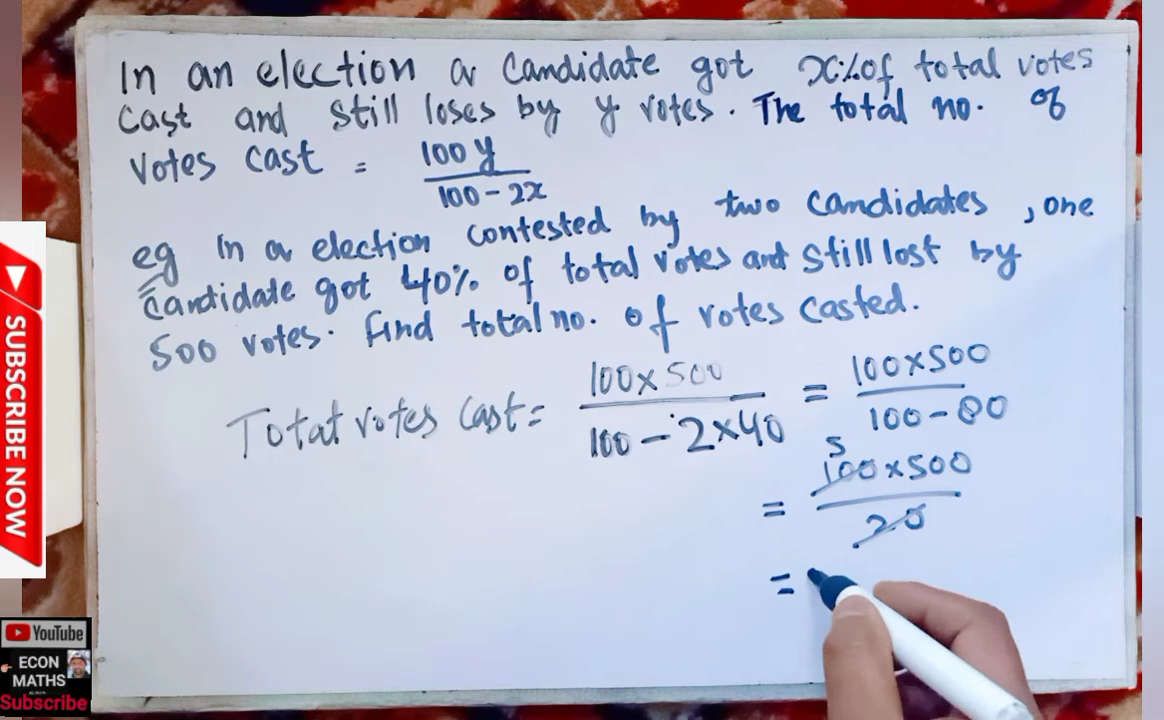 In an election a candidate got x% of total votes
cast and still loses by y votes. The total no. of
votes cast = 100 y / 100 - 2x
eg In a election contested by two candidates, one
candidate got 40% of total votes and still lost by
500 votes. Find total no. of votes casted.
Total votes cast = 100 x 500 / 100 - 2 x 40 = 100 x 500 / 100 - 80
5
= 100 x 500 / 20
=
SUBSCRIBE NOW
YouTube
ECON
MATHS
Subscribe